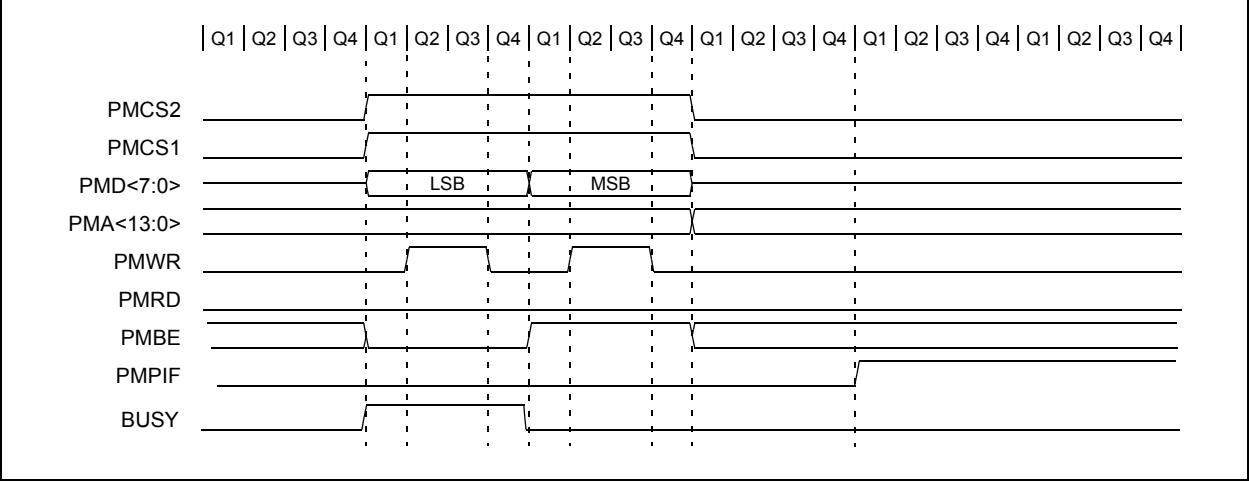 Q1 Q2 Q3 Q4 Q1 Q2 Q3 Q4 Q1 Q2 Q3 Q4 Q1 Q2 Q3 Q4 Q1 Q2 Q3 Q4 Q1 Q2 Q3 Q4
PMCS2
PMCS1
PMD<7:0> LSB MSB
PMA<13:0>
PMWR
PMRD
PMBE
PMPIF
BUSY